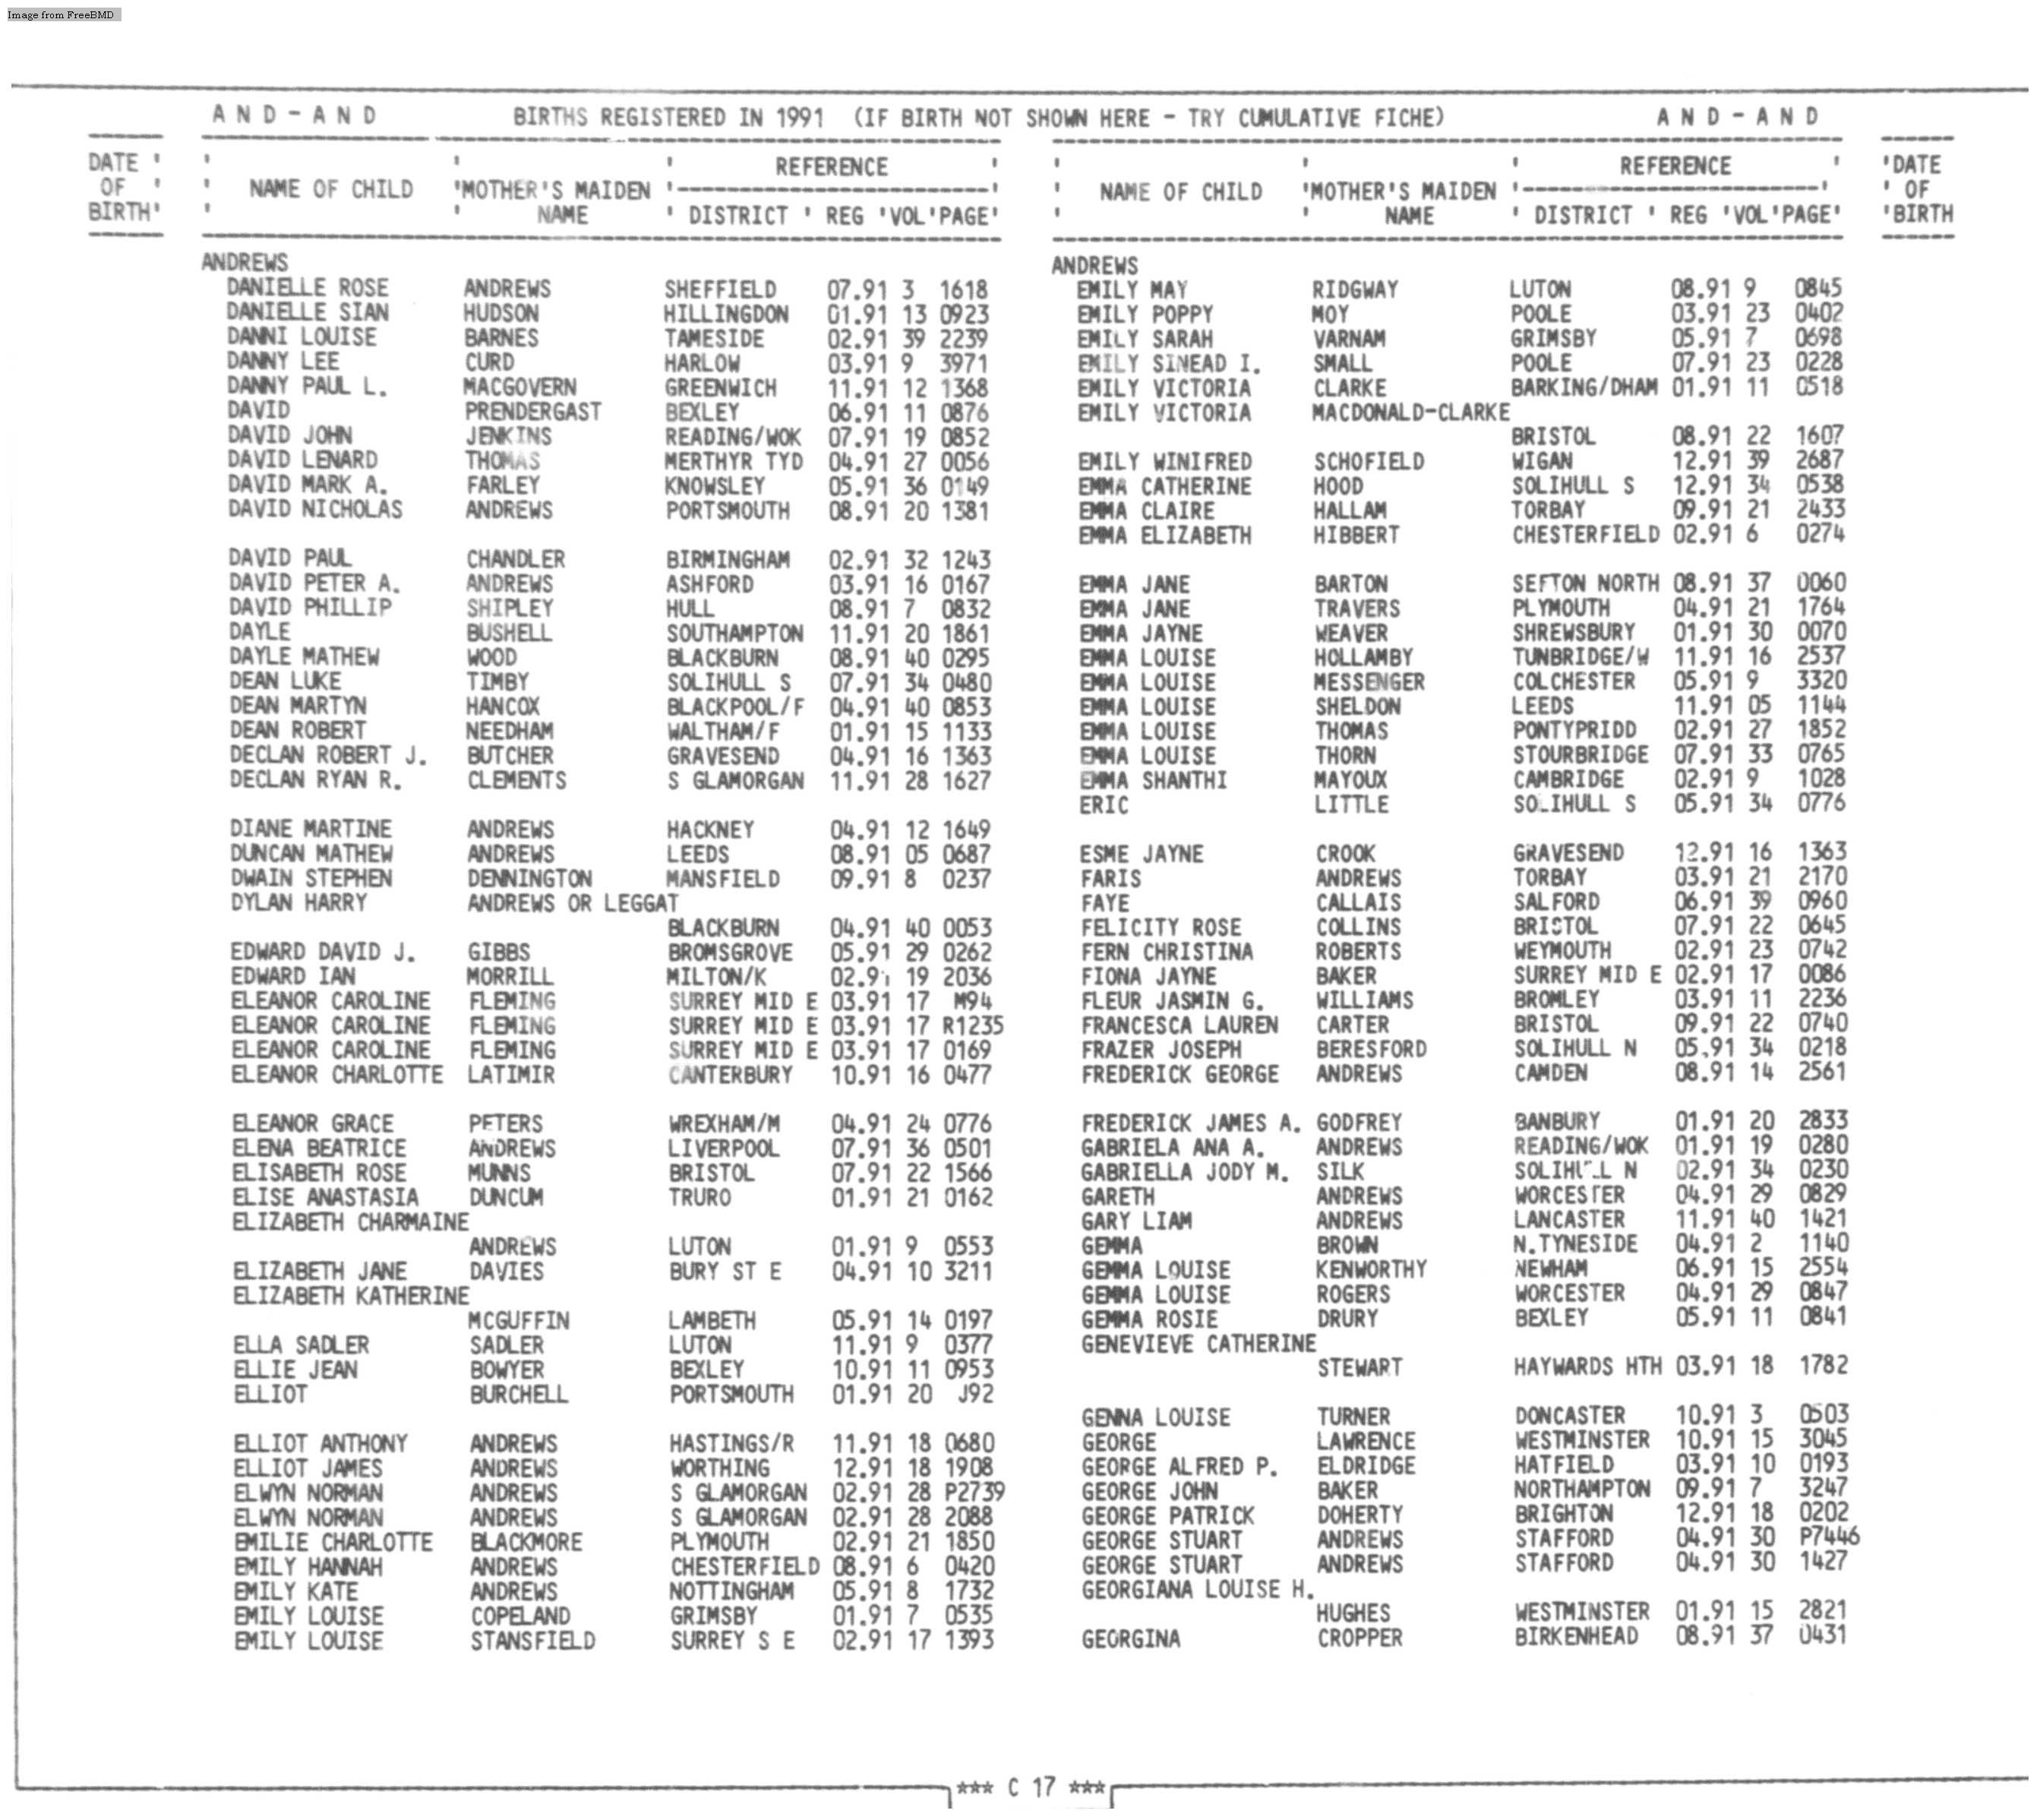 Image from FreeBMD
A N D - A N D BIRTHS REGISTERED IN 1991 (IF BIRTH NOT SHOWN HERE - TRY CUMULATIVE FICHE) A N D - A N D
DATE OF BIRTH
NAME OF CHILD MOTHER'S MAIDEN NAME REFERENCE DISTRICT REG VOL PAGE
ANDREWS
DANIELLE ROSE ANDREWS SHEFFIELD 07.91 3 1618
DANIELLE SIAN HUDSON HILLINGDON 01.91 13 0923
DANNI LOUISE BARNES TAMESIDE 02.91 39 2239
DANNY LEE CURD HARLOW 03.91 9 3971
DANNY PAUL L. MACGOVERN GREENWICH 11.91 12 1368
DAVID PRENDERGAST BEXLEY 06.91 11 0876
DAVID JOHN JENKINS READING/WOK 07.91 19 0852
DAVID LENARD THOMAS MERTHYR TYD 04.91 27 0056
DAVID MARK A. FARLEY KNOWSLEY 05.91 36 0149
DAVID NICHOLAS ANDREWS PORTSMOUTH 08.91 20 1381
DAVID PAUL CHANDLER BIRMINGHAM 02.91 32 1243
DAVID PETER A. ANDREWS ASHFORD 03.91 16 0167
DAVID PHILLIP SHIPLEY HULL 08.91 7 0832
DAYLE BUSHELL SOUTHAMPTON 11.91 20 1861
DAYLE MATHEW WOOD BLACKBURN 08.91 40 0295
DEAN LUKE TIMBY SOLIHULL S 07.91 34 0480
DEAN MARTYN HANCOX BLACKPOOL/F 04.91 40 0853
DEAN ROBERT NEEDHAM WALTHAM/F 01.91 15 1133
DECLAN ROBERT J. BUTCHER GRAVESEND 04.91 16 1363
DECLAN RYAN R. CLEMENTS S GLAMORGAN 11.91 28 1627
DIANE MARTINE ANDREWS HACKNEY 04.91 12 1649
DUNCAN MATHEW ANDREWS LEEDS 08.91 05 0687
DWAIN STEPHEN DENNINGTON MANSFIELD 09.91 8 0237
DYLAN HARRY ANDREWS OR LEGGAT
BLACKBURN 04.91 40 0053
EDWARD DAVID J. GIBBS BROMSGROVE 05.91 29 0262
EDWARD IAN MORRILL MILTON/K 02.91 19 2036
ELEANOR CAROLINE FLEMING SURREY MID E 03.91 17 M94
ELEANOR CAROLINE FLEMING SURREY MID E 03.91 17 R1235
ELEANOR CAROLINE FLEMING SURREY MID E 03.91 17 0169
ELEANOR CHARLOTTE LATIMIR CANTERBURY 10.91 16 0477
ELEANOR GRACE PETERS WREXHAM/M 04.91 24 0776
ELENA BEATRICE ANDREWS LIVERPOOL 07.91 36 0501
ELISABETH ROSE MUNNS BRISTOL 07.91 22 1566
ELISE ANASTASIA DUNCUM TRURO 01.91 21 0162
ELIZABETH CHARMAINE
ANDREWS LUTON 01.91 9 0553
ELIZABETH JANE DAVIES BURY ST E 04.91 10 3211
ELIZABETH KATHERINE
MCGUFFIN LAMBETH 05.91 14 0197
ELLA SADLER SADLER LUTON 11.91 9 0377
ELLIE JEAN BOWYER BEXLEY 10.91 11 0953
ELLIOT BURCHELL PORTSMOUTH 01.91 20 J92
ELLIOT ANTHONY ANDREWS HASTINGS/R 11.91 18 0680
ELLIOT JAMES ANDREWS WORTHING 12.91 18 1908
ELWYN NORMAN ANDREWS S GLAMORGAN 02.91 28 P2739
ELWYN NORMAN ANDREWS S GLAMORGAN 02.91 28 2088
EMILIE CHARLOTTE BLACKMORE PLYMOUTH 02.91 21 1850
EMILY HANNAH ANDREWS CHESTERFIELD 08.91 6 0420
EMILY KATE ANDREWS NOTTINGHAM 05.91 8 1732
EMILY LOUISE COPELAND GRIMSBY 01.91 7 0535
EMILY LOUISE STANSFIELD SURREY S E 02.91 17 1393
NAME OF CHILD MOTHER'S MAIDEN NAME REFERENCE DISTRICT REG VOL PAGE
DATE OF BIRTH
ANDREWS
EMILY MAY RIDGWAY LUTON 08.91 9 0845
EMILY POPPY MOY POOLE 03.91 23 0402
EMILY SARAH VARNAM GRIMSBY 05.91 7 0698
EMILY SINEAD I. SMALL POOLE 07.91 23 0228
EMILY VICTORIA CLARKE BARKING/DHAM 01.91 11 0518
EMILY VICTORIA MACDONALD-CLARKE
BRISTOL 08.91 22 1607
EMILY WINIFRED SCHOFIELD WIGAN 12.91 39 2687
EMMA CATHERINE HOOD SOLIHULL S 12.91 34 0538
EMMA CLAIRE HALLAM TORBAY 09.91 21 2433
EMMA ELIZABETH HIBBERT CHESTERFIELD 02.91 6 0274
EMMA JANE BARTON SEFTON NORTH 08.91 37 0060
EMMA JANE TRAVERS PLYMOUTH 04.91 21 1764
EMMA JAYNE WEAVER SHREWSBURY 01.91 30 0070
EMMA LOUISE HOLLAMBY TUNBRIDGE/W 11.91 16 2537
EMMA LOUISE MESSENGER COLCHESTER 05.91 9 3320
EMMA LOUISE SHELDON LEEDS 11.91 05 1144
EMMA LOUISE THOMAS PONTYPRIDD 02.91 27 1852
EMMA LOUISE THORN STOURBRIDGE 07.91 33 0765
EMMA SHANTHI MAYOUX CAMBRIDGE 02.91 9 1028
ERIC LITTLE SOLIHULL S 05.91 34 0776
ESME JAYNE CROOK GRAVESEND 12.91 16 1363
FARIS ANDREWS TORBAY 03.91 21 2170
FAYE CALLAIS SALFORD 06.91 39 0960
FELICITY ROSE COLLINS BRISTOL 07.91 22 0645
FERN CHRISTINA ROBERTS WEYMOUTH 02.91 23 0742
FIONA JAYNE BAKER SURREY MID E 02.91 17 0086
FLEUR JASMIN G. WILLIAMS BROMLEY 03.91 11 2236
FRANCESCA LAUREN CARTER BRISTOL 09.91 22 0740
FRAZER JOSEPH BERESFORD SOLIHULL N 05.91 34 0218
FREDERICK GEORGE ANDREWS CAMDEN 08.91 14 2561
FREDERICK JAMES A. GODFREY BANBURY 01.91 20 2833
GABRIELA ANA A. ANDREWS READING/WOK 01.91 19 0280
GABRIELLA JODY M. SILK SOLIHULL N 02.91 34 0230
GARETH ANDREWS WORCESTER 04.91 29 0829
GARY LIAM ANDREWS LANCASTER 11.91 40 1421
GEMMA BROWN N.TYNESIDE 04.91 2 1140
GEMMA LOUISE KENWORTHY NEWHAM 06.91 15 2554
GEMMA LOUISE ROGERS WORCESTER 04.91 29 0847
GEMMA ROSIE DRURY BEXLEY 05.91 11 0841
GENEVIEVE CATHERINE
STEWART HAYWARDS HTH 03.91 18 1782
GENNA LOUISE TURNER DONCASTER 10.91 3 0503
GEORGE LAWRENCE WESTMINSTER 10.91 15 3045
GEORGE ALFRED P. ELDRIDGE HATFIELD 03.91 10 0193
GEORGE JOHN BAKER NORTHAMPTON 09.91 7 3247
GEORGE PATRICK DOHERTY BRIGHTON 12.91 18 0202
GEORGE STUART ANDREWS STAFFORD 04.91 30 P7446
GEORGE STUART ANDREWS STAFFORD 04.91 30 1427
GEORGIANA LOUISE H.
HUGHES WESTMINSTER 01.91 15 2821
GEORGINA CROPPER BIRKENHEAD 08.91 37 0431
*** C 17 ***